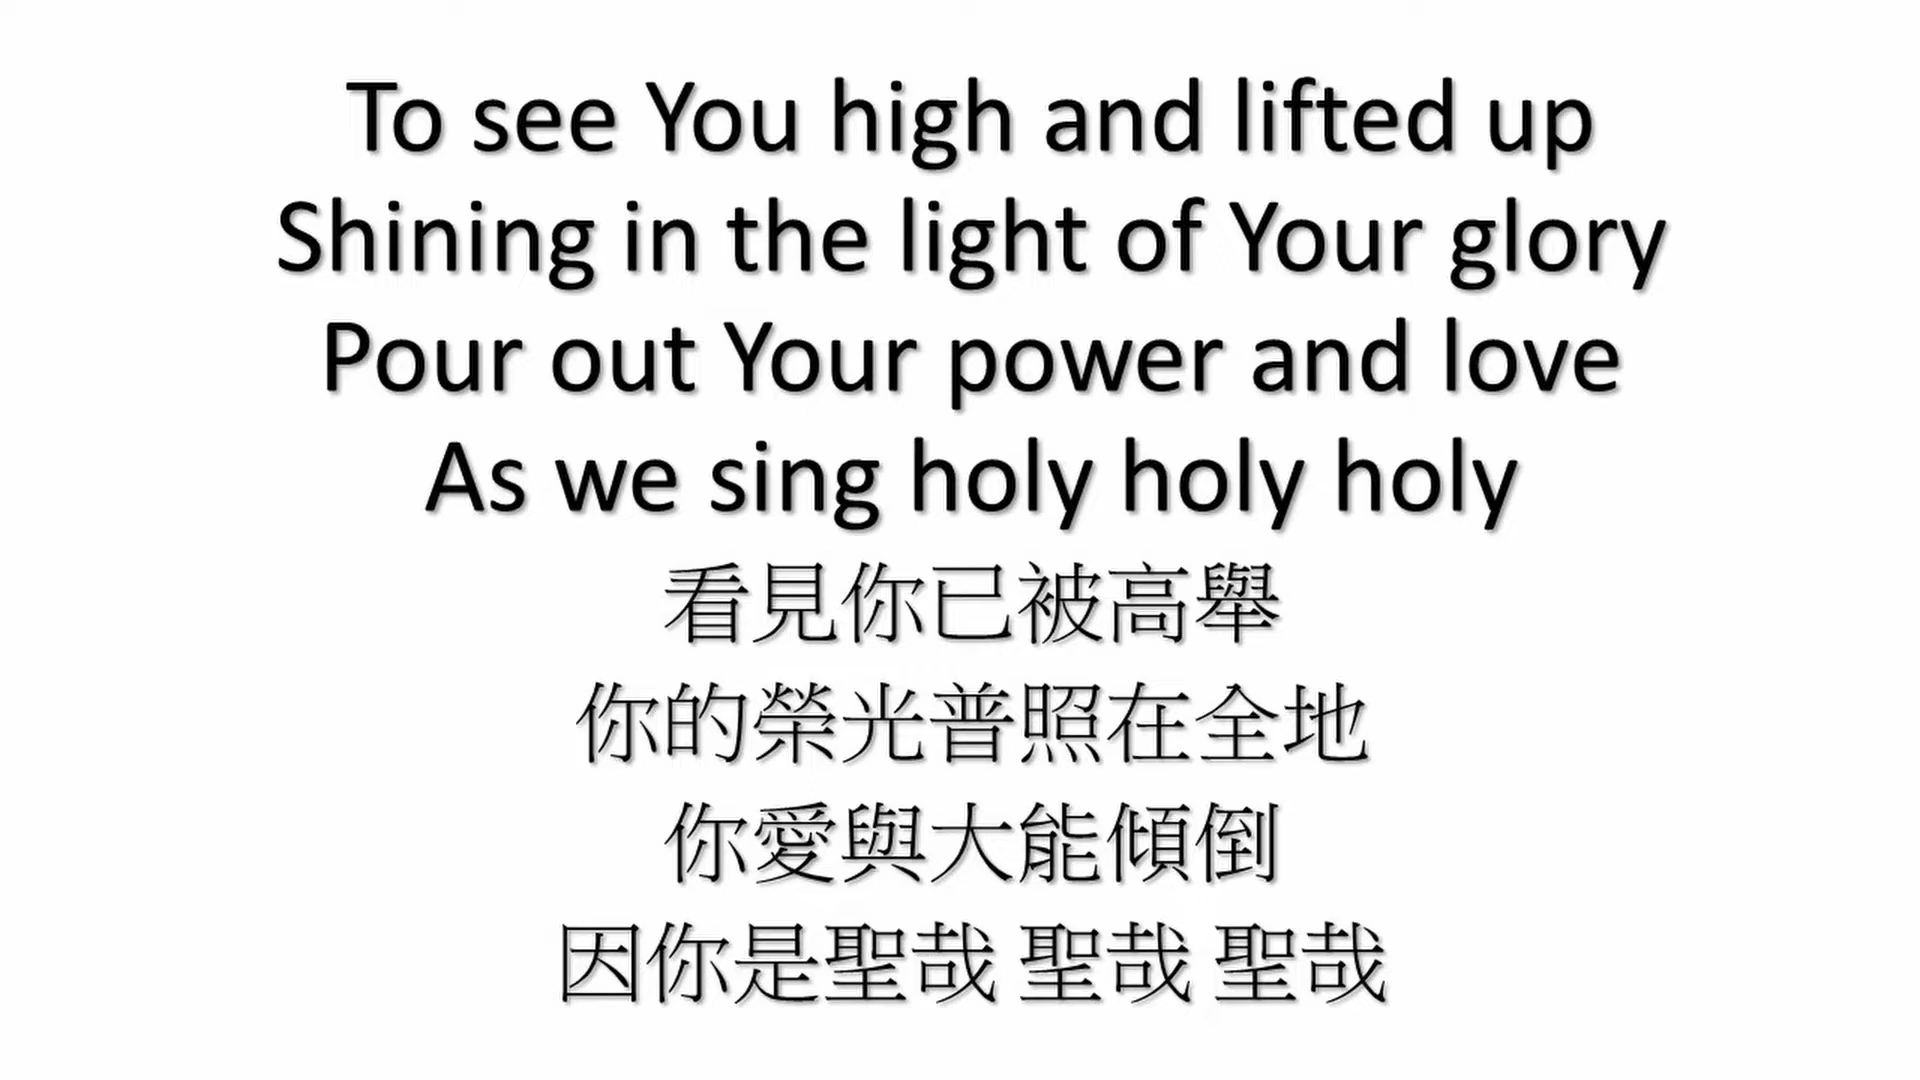 To see You high and lifted up
Shining in the light of Your glory
Pour out Your power and love
As we sing holy holy holy
看見你已被高舉
你的榮光普照在全地
你愛與大能傾倒
因你是聖哉 聖哉 聖哉